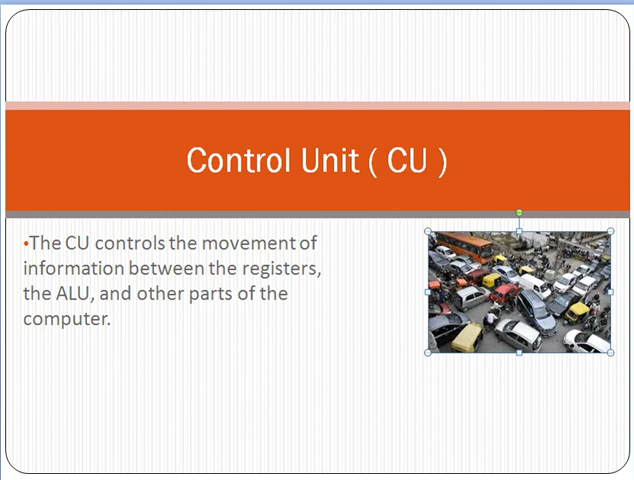 Control Unit ( CU )
•The CU controls the movement of
information between the registers,
the ALU, and other parts of the
computer.